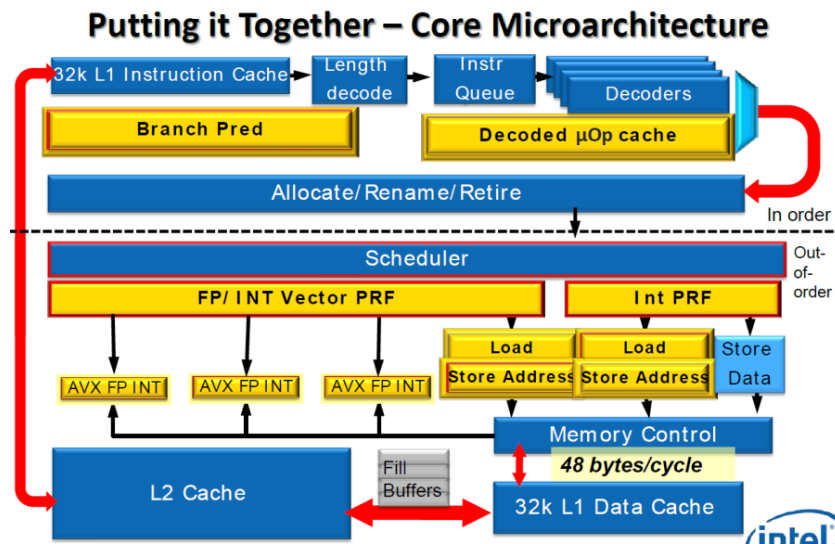 Putting it Together – Core Microarchitecture
32k L1 Instruction Cache
Length
decode
Instr
Queue
Decoders
Branch Pred
Decoded µOp cache
Allocate/Rename/Retire
In order
Scheduler
Out-
of-
order
FP/ INT Vector PRF
Int PRF
Load
Load
Store
Data
Store Address
Store Address
AVX FP INT
AVX FP INT
AVX FP INT
Memory Control
48 bytes/cycle
L2 Cache
Fill
Buffers
32k L1 Data Cache
intel